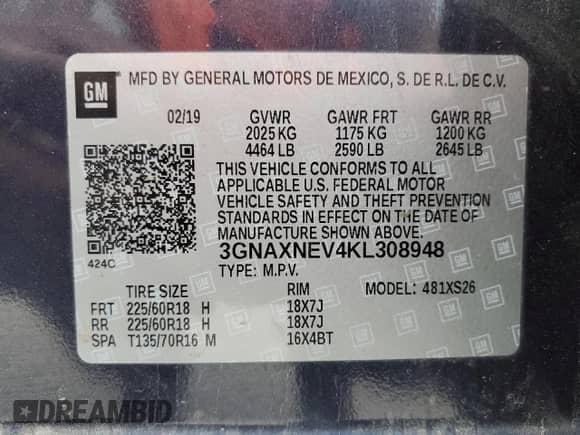 GM
MFD BY GENERAL MOTORS DE MEXICO, S. DE R.L. DE C.V.
02/19 GVWR GAWR FRT GAWR RR
2025 KG 1175 KG 1200 KG
4464 LB 2590 LB 2645 LB
THIS VEHICLE CONFORMS TO ALL
APPLICABLE U.S. FEDERAL MOTOR
VEHICLE SAFETY AND THEFT PREVENTION
STANDARDS IN EFFECT ON THE DATE OF
MANUFACTURE SHOWN ABOVE.
424C
3GNAXNEV4KL308948
TYPE: M.P.V. MODEL: 481XS26
TIRE SIZE RIM
FRT 225/60R18 H 18X7J
RR 225/60R18 H 18X7J
SPA T135/70R16 M 16X4BT
DREAMBID